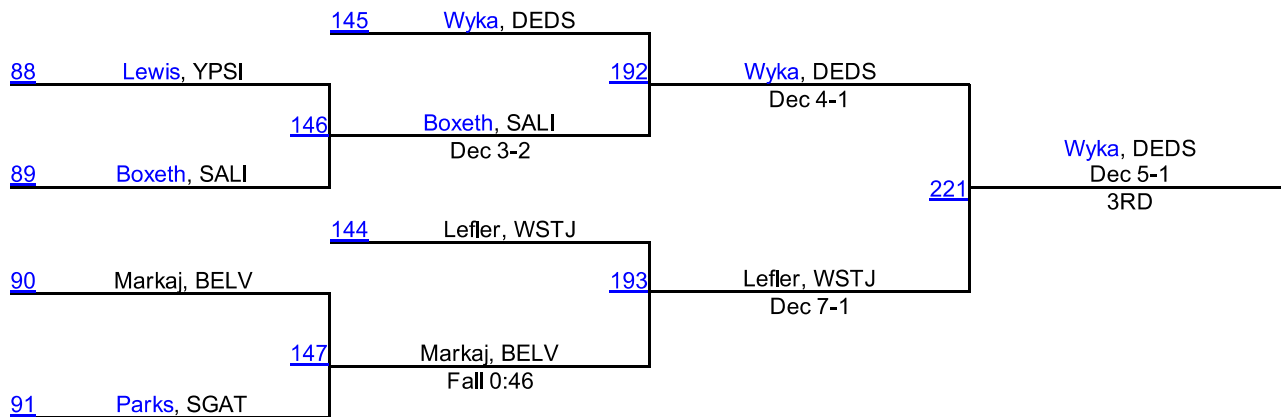 145 Wyka, DEDS
88 Lewis, YPSI
192 Wyka, DEDS
Dec 4-1
146 Boxeth, SALI
Dec 3-2
89 Boxeth, SALI
Wyka, DEDS
Dec 5-1
221
3RD
144 Lefler, WSTJ
90 Markaj, BELV
193 Lefler, WSTJ
Dec 7-1
147 Markaj, BELV
Fall 0:46
91 Parks, SGAT